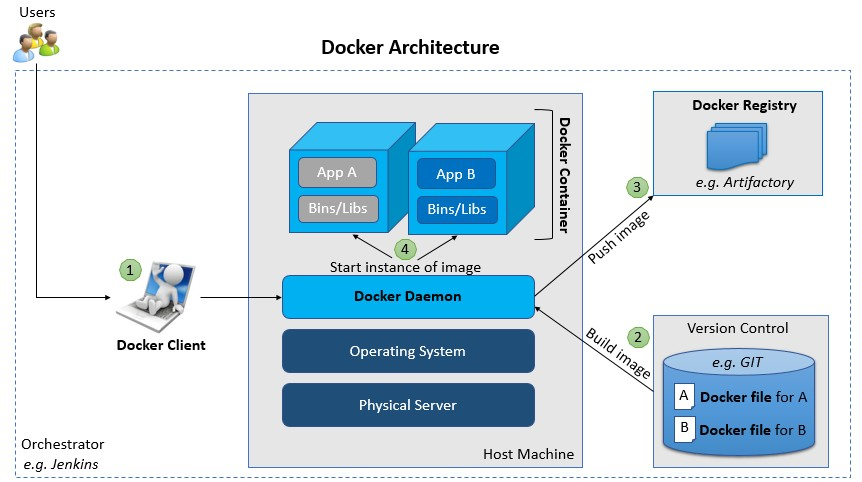 Users
Docker Architecture
Docker Registry
e.g. Artifactory
3
Push image
App A
Bins/Libs
App B
Bins/Libs
Docker Container
4
Start instance of image
1
Docker Client
Docker Daemon
Operating System
Physical Server
Host Machine
2
Build image
Version Control
e.g. GIT
A Docker file for A
B Docker file for B
Orchestrator
e.g. Jenkins